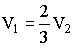 V₁ = 2/3 V₂